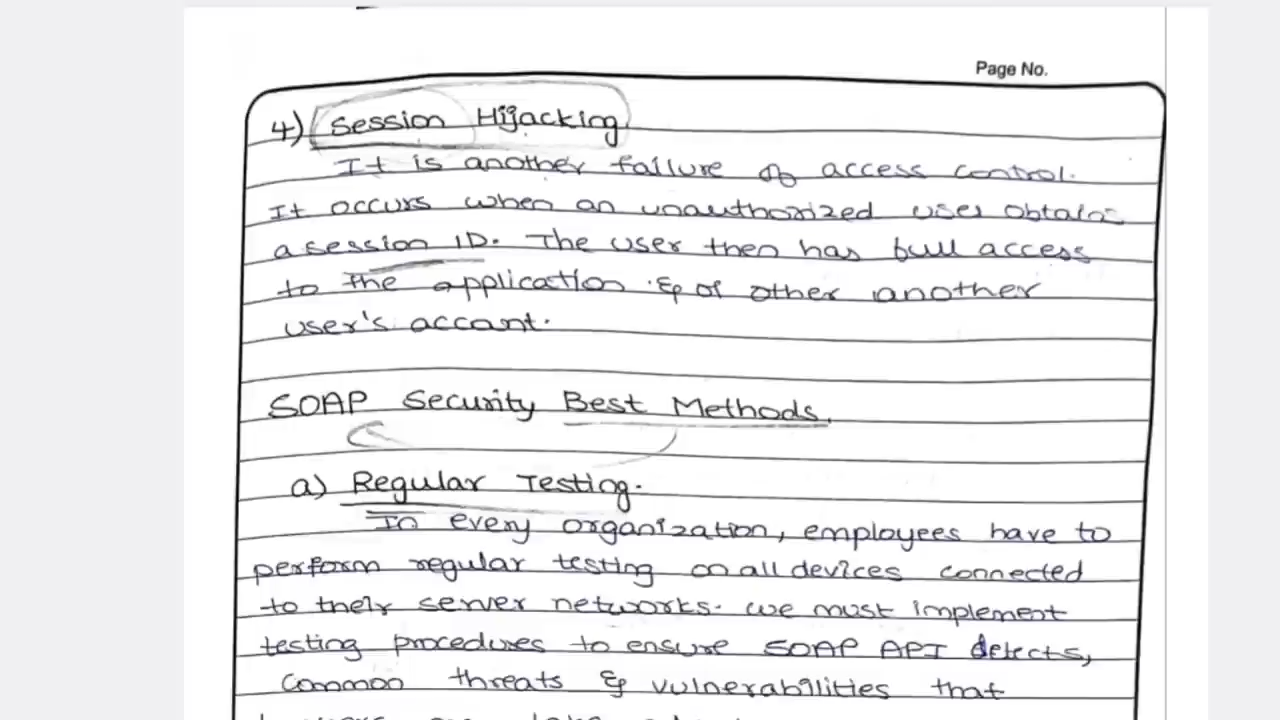 Page No.
4) Session Hijacking
It is another failure of access control.
It occurs when an unauthorized user obtains
a session ID. The user then has full access
to the application & of other another
user's accant.
SOAP Security Best Methods.
a) Regular Testing.
In every organization, employees have to
perform regular testing on all devices connected
to their server networks. we must implement
testing procedures to ensure SOAP API detects,
common threats & vulnerabilities that